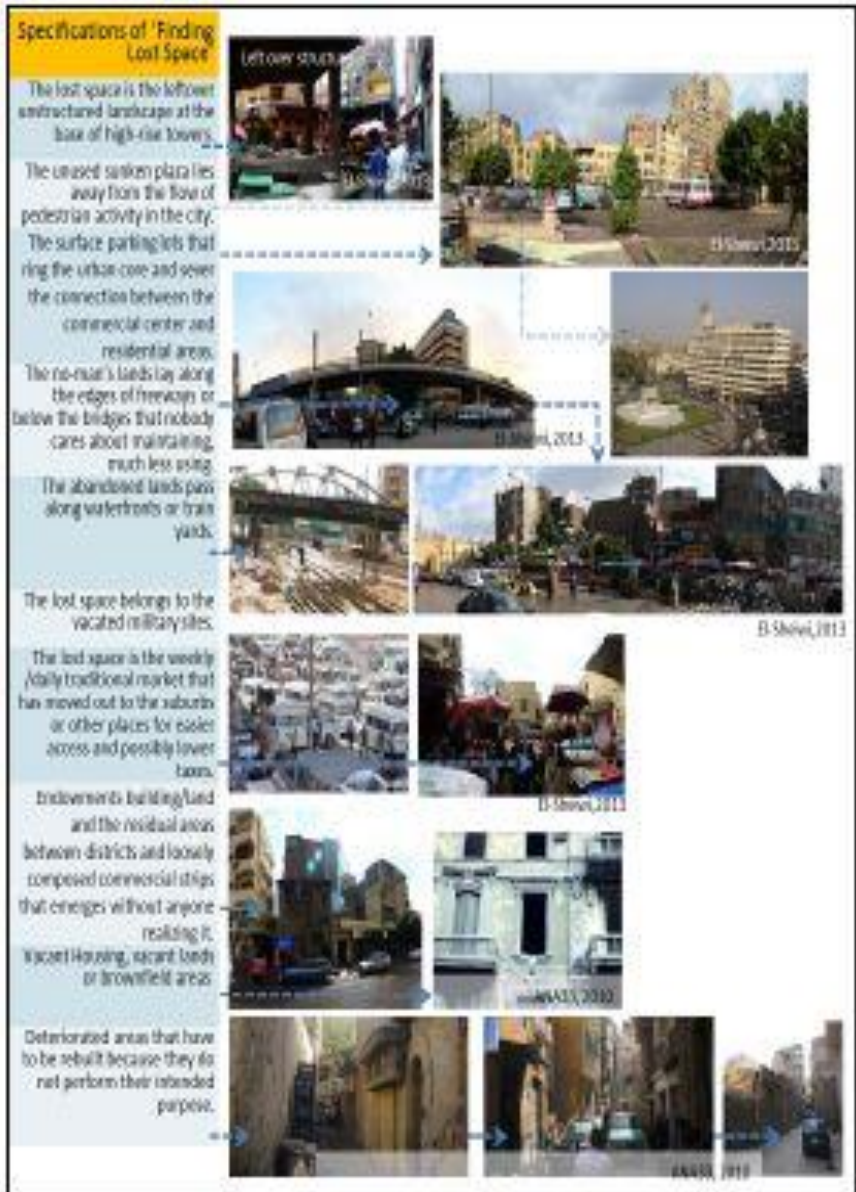 Specifications of 'Finding
Lost Space'
The lost space is the leftover
unstructured landscape at the
base of high-rise towers.
The unused sunken plaza lies
away from the flow of
pedestrian activity in the city.
The surface parking lots that
ring the urban core and sever
the connection between the
commercial center and
residential areas.
The no-man's lands lay along
the edges of freeways or
below the bridges that nobody
cares about maintaining,
much less using.
The abandoned lands pass
along waterfronts or train
yards.
The lost space belongs to the
vacated military sites.
The lost space is the weekly
/daily traditional market that
has moved out to the suburbs
or other places for easier
access and possibly lower
taxes.
Endowments building/land
and the residual areas
between districts and loosely
composed commercial strips
that emerges without anyone
realizing it.
Vacant Housing, vacant lands
or brownfield areas
Deteriorated areas that have
to be rebuilt because they do
not perform their intended
purpose.
Left over
El-Shewi, 2013
El-Shewi, 2013
El-Shewi, 2013
El-Shewi, 2013
2010
2010